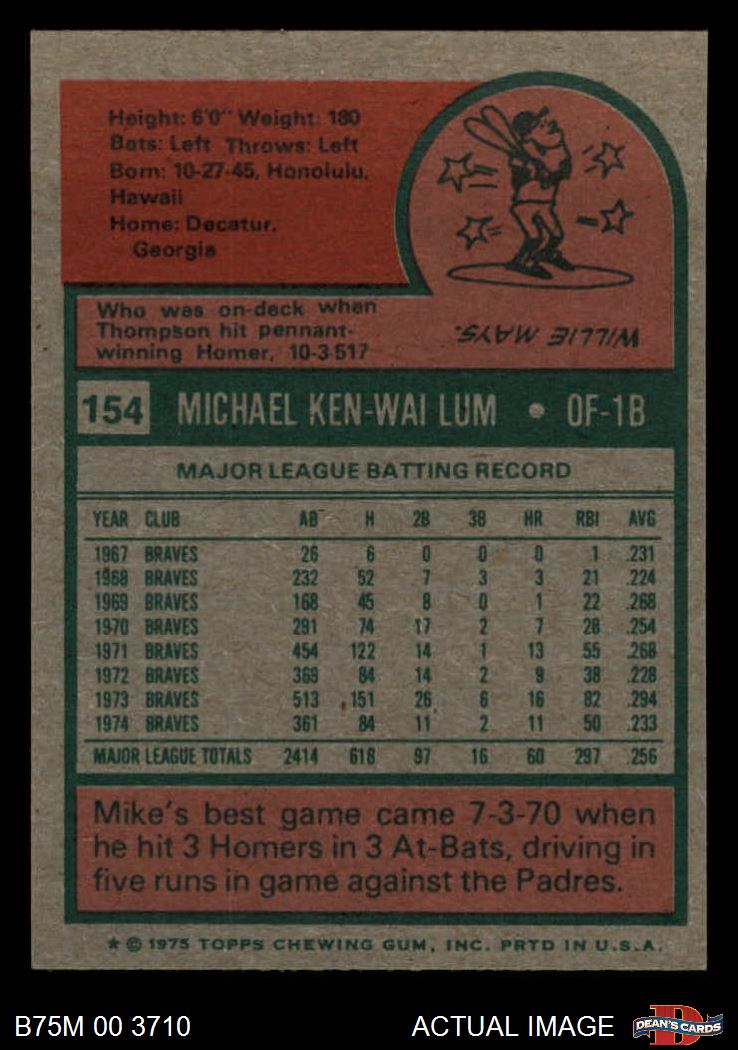 Height: 6'0" Weight: 180
Bats: Left Throws: Left
Born: 10-27-45, Honolulu,
Hawaii
Home: Decatur,
Georgia
Who was on-deck when
Thompson hit pennant-
winning Homer, 10-3-51?
WILLIE MAYS.
154 MICHAEL KEN-WAI LUM • OF-1B
MAJOR LEAGUE BATTING RECORD
YEAR CLUB AB H 2B 3B HR RBI AVG
1967 BRAVES 26 6 0 0 0 1 .231
1968 BRAVES 232 52 7 3 3 21 .224
1969 BRAVES 168 45 8 0 1 22 .268
1970 BRAVES 291 74 17 2 7 28 .254
1971 BRAVES 454 122 14 1 13 55 .268
1972 BRAVES 369 84 14 2 9 38 .228
1973 BRAVES 513 151 26 6 16 82 .294
1974 BRAVES 361 84 11 2 11 50 .233
MAJOR LEAGUE TOTALS 2414 618 97 16 60 297 .256
Mike's best game came 7-3-70 when
he hit 3 Homers in 3 At-Bats, driving in
five runs in game against the Padres.
★ © 1975 TOPPS CHEWING GUM, INC. PRTD IN U.S.A.
B75M 00 3710 ACTUAL IMAGE D DEAN'S CARDS